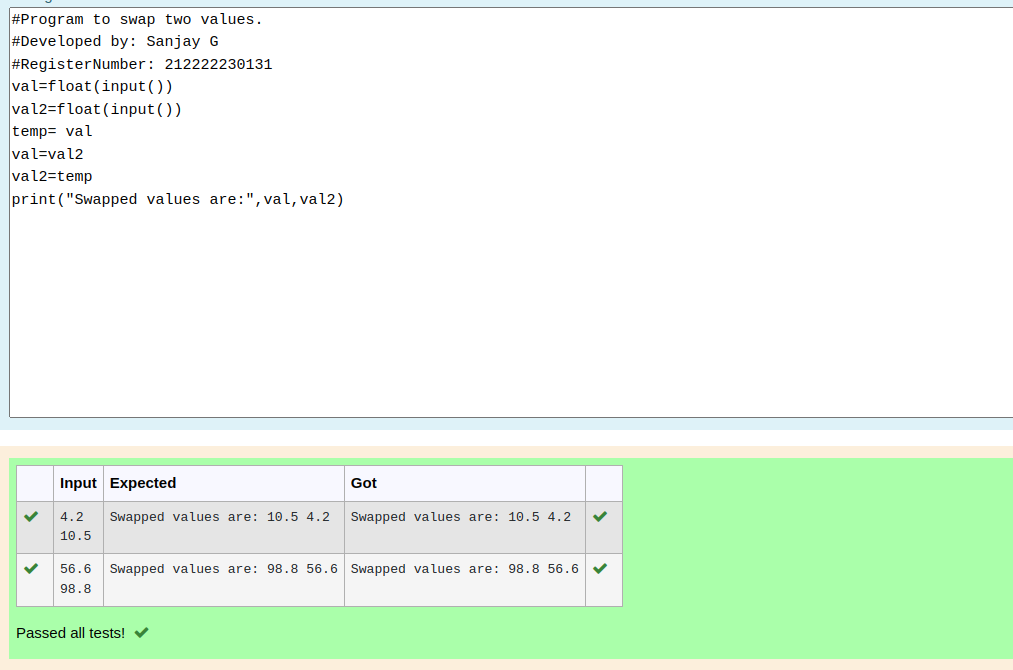 #Program to swap two values.
#Developed by: Sanjay G
#RegisterNumber: 212222230131
val=float(input())
val2=float(input())
temp= val
val=val2
val2=temp
print("Swapped values are:",val,val2)
Input Expected Got
4.2 Swapped values are: 10.5 4.2 Swapped values are: 10.5 4.2
10.5
56.6 Swapped values are: 98.8 56.6 Swapped values are: 98.8 56.6
98.8
Passed all tests!